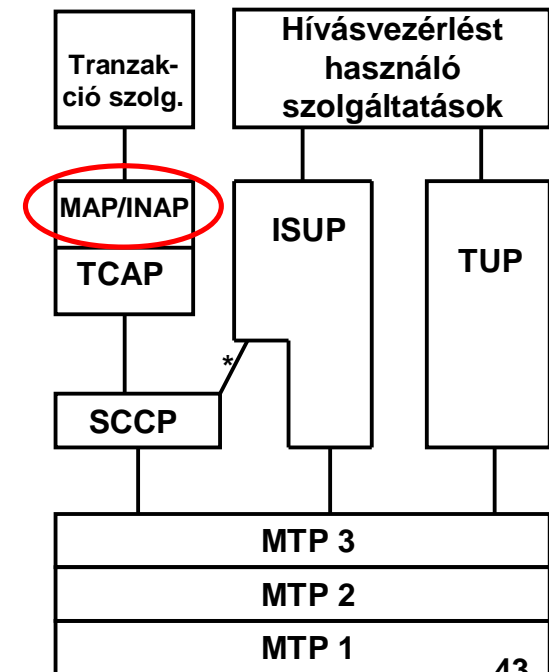 Tranzak-
ció szolg.
Hívásvezérlést
használó
szolgáltatások
MAP/INAP
TCAP
ISUP
TUP
*
SCCP
MTP 3
MTP 2
MTP 1
43